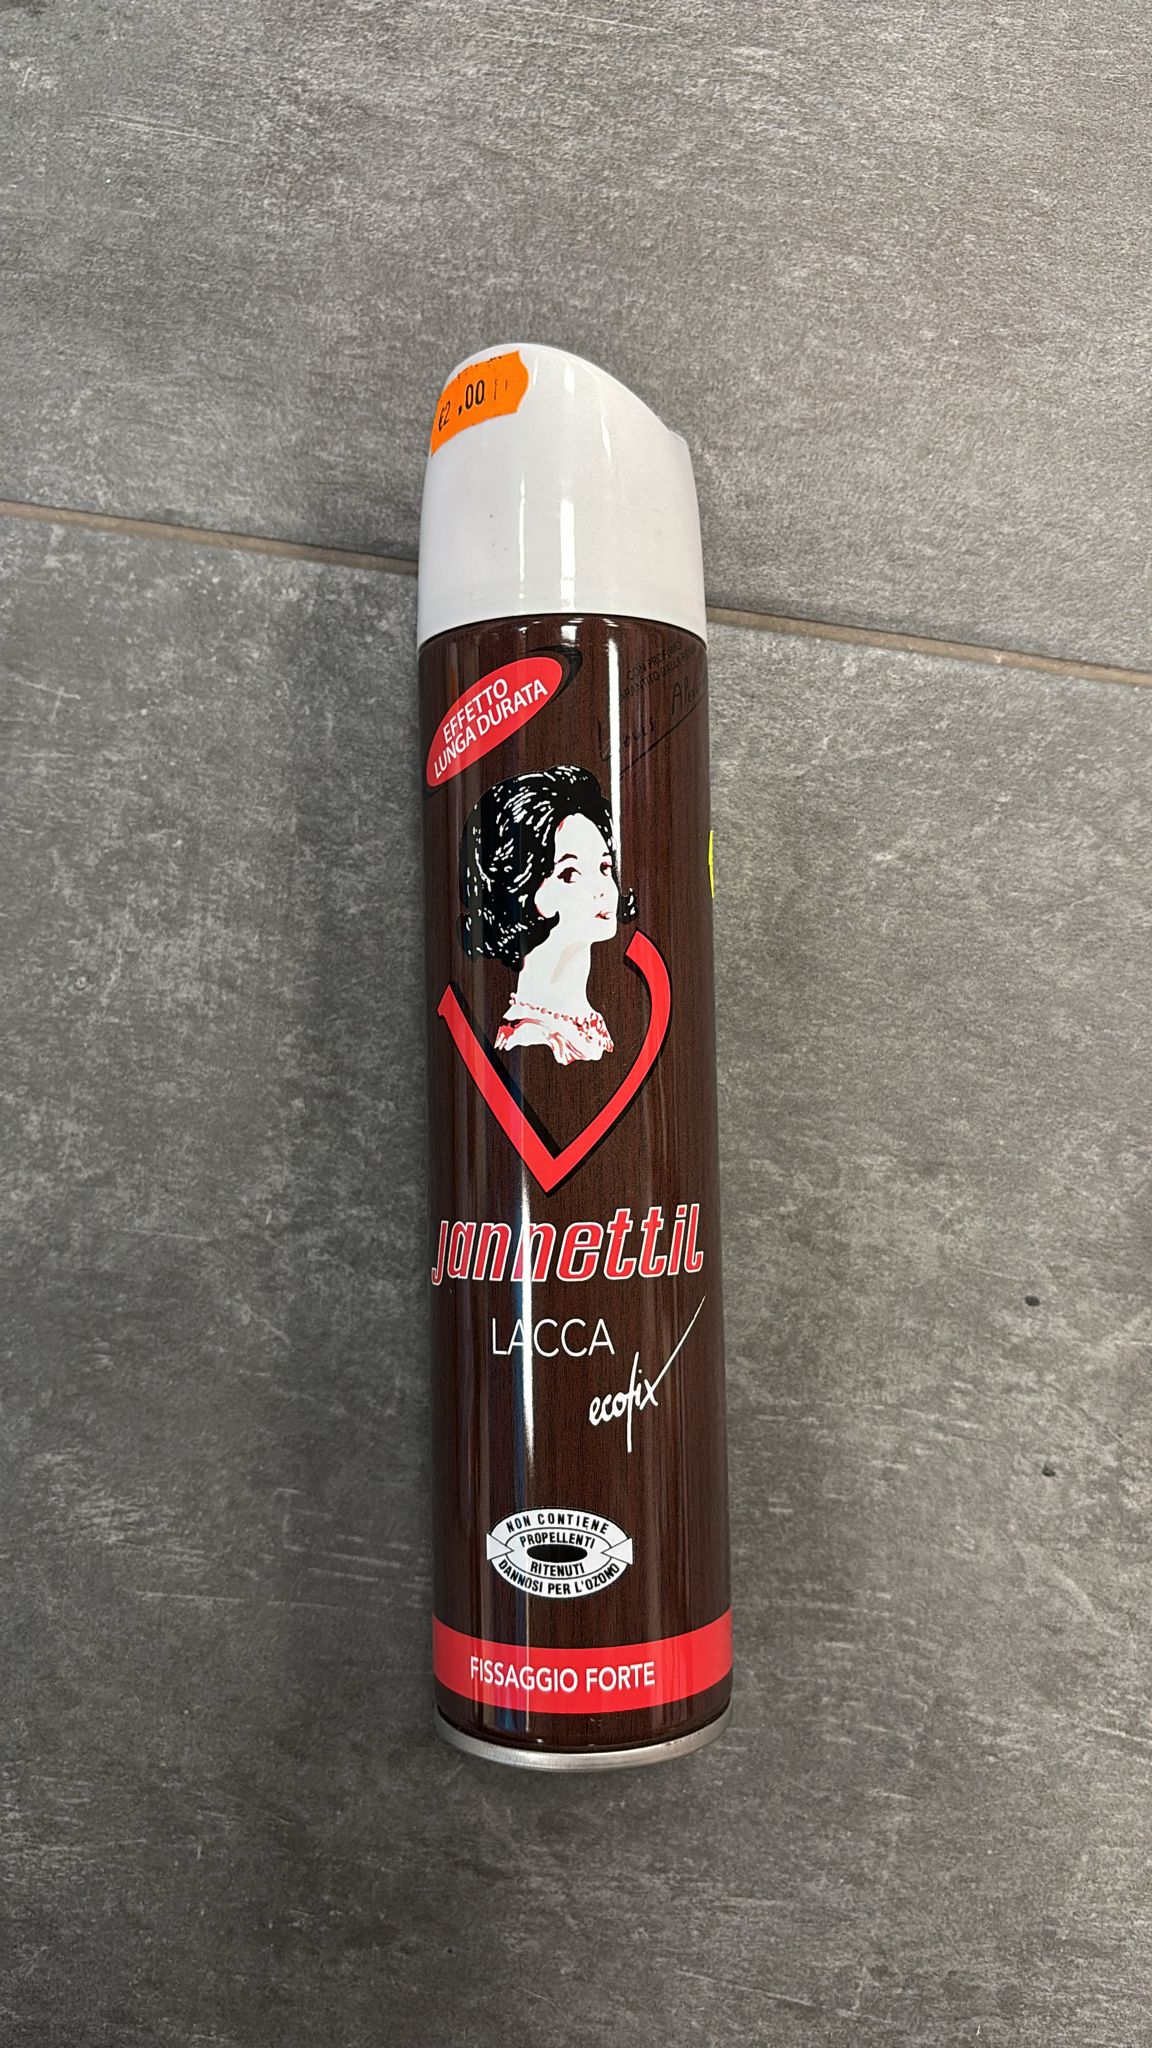 €2,00
EFFETTO
LUNGA DURATA
Jannettil
LACCA
ecofix
NON CONTIENE
PROPELLENTI
RITENUTI
DANNOSI PER L'OZONO
FISSAGGIO FORTE